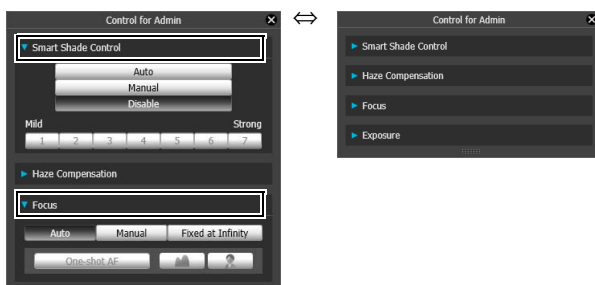 Control for Admin
Smart Shade Control
Auto
Manual
Disable
Mild Strong
1 2 3 4 5 6 7
Haze Compensation
Focus
Auto Manual Fixed at Infinity
One-shot AF
Control for Admin
Smart Shade Control
Haze Compensation
Focus
Exposure